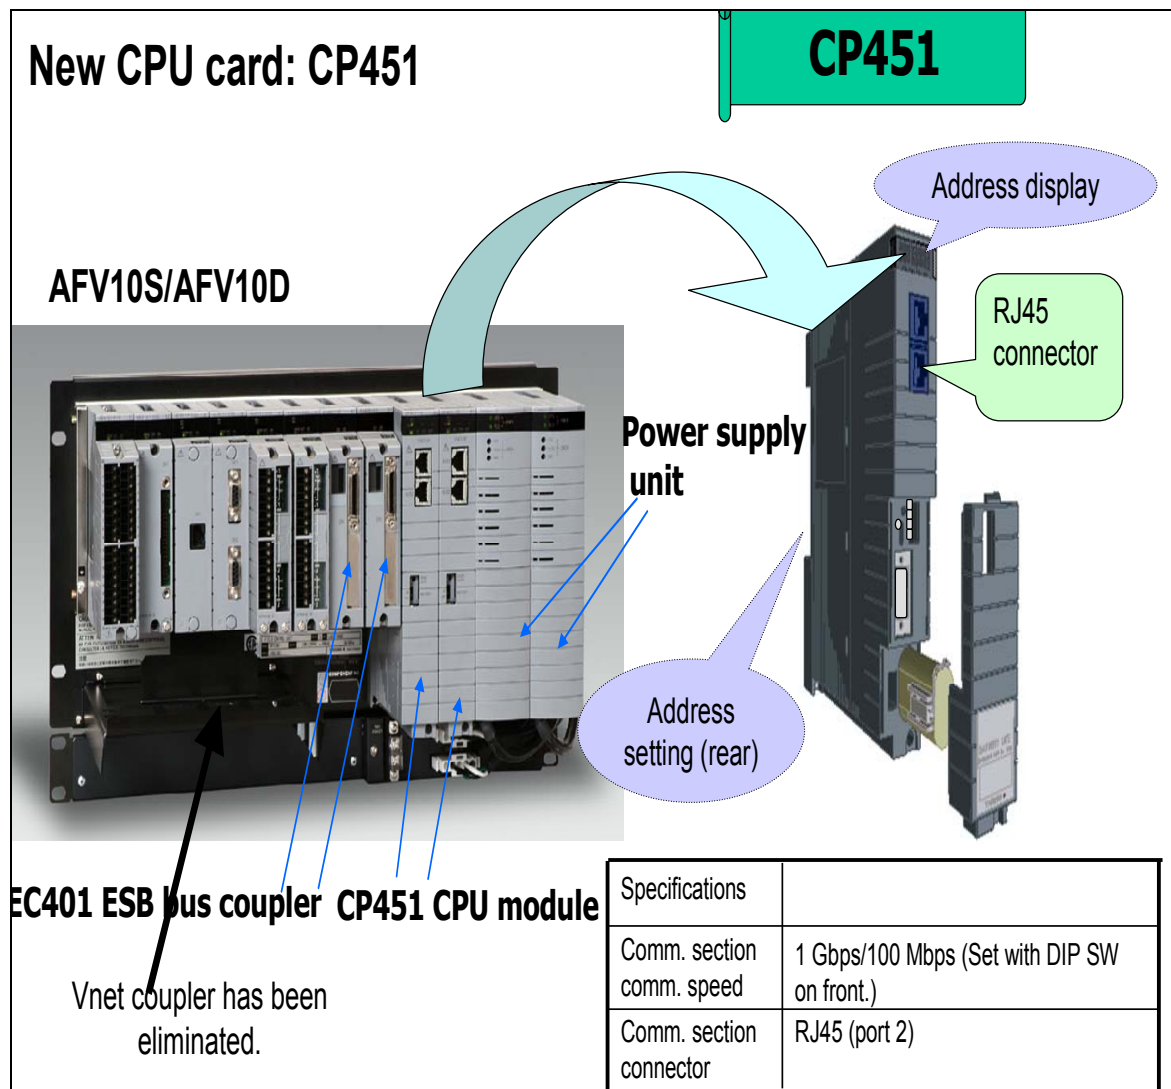 New CPU card: CP451
CP451
Address display
AFV10S/AFV10D
RJ45
connector
Power supply
unit
Address
setting (rear)
EC401 ESB bus coupler
CP451 CPU module
Vnet coupler has been
eliminated.
Specifications
Comm. section
comm. speed
1 Gbps/100 Mbps (Set with DIP SW
on front.)
Comm. section
connector
RJ45 (port 2)